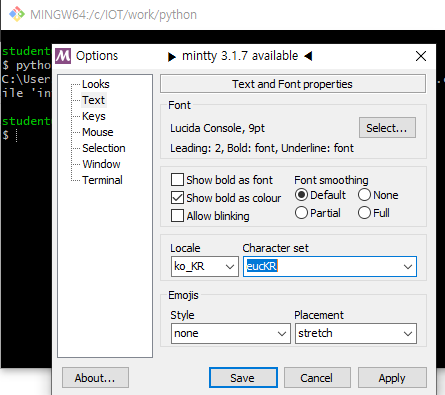 MINGW64:/c/IOT/work/python
student
$ pytho
C:\User
ile 'in
student
$
Options
▶ mintty 3.1.7 available ◀
Looks
Text
Keys
Mouse
Selection
Window
Terminal
Text and Font properties
Font
Lucida Console, 9pt
Select...
Leading: 2, Bold: font, Underline: font
Show bold as font
Show bold as colour
Allow blinking
Font smoothing
Default
None
Partial
Full
Locale
Character set
ko_KR
eucKR
Emojis
Style
Placement
none
stretch
About...
Save
Cancel
Apply